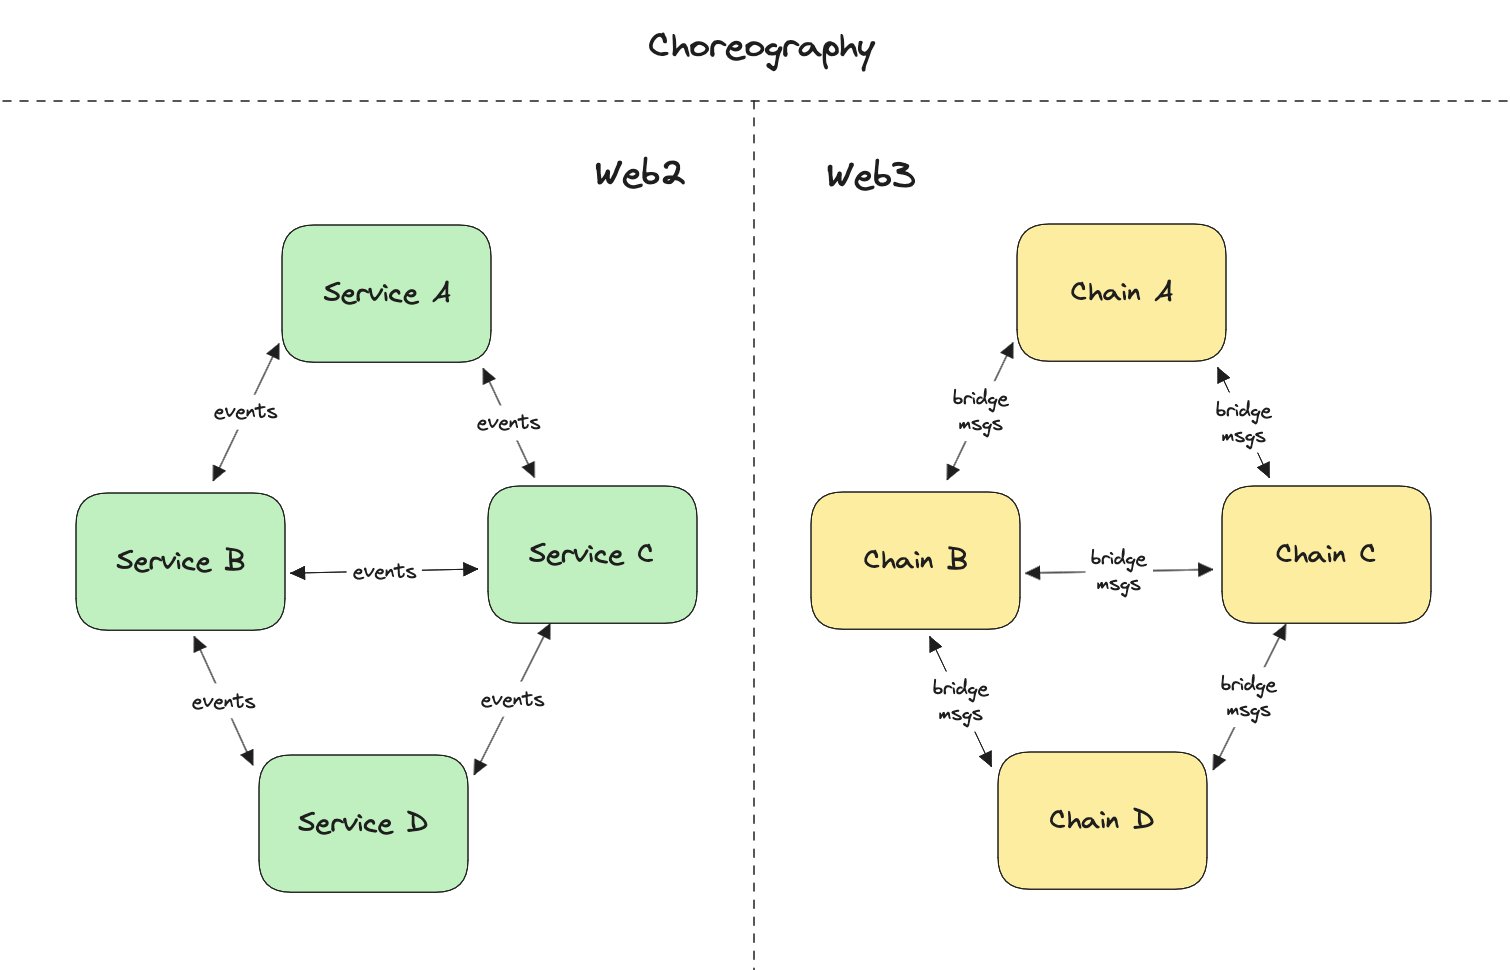 Choreography
Web2
Service A
events
events
Service B
events
Service C
events
events
Service D
Web3
Chain A
bridge
msgs
bridge
msgs
Chain B
bridge
msgs
Chain C
bridge
msgs
bridge
msgs
Chain D